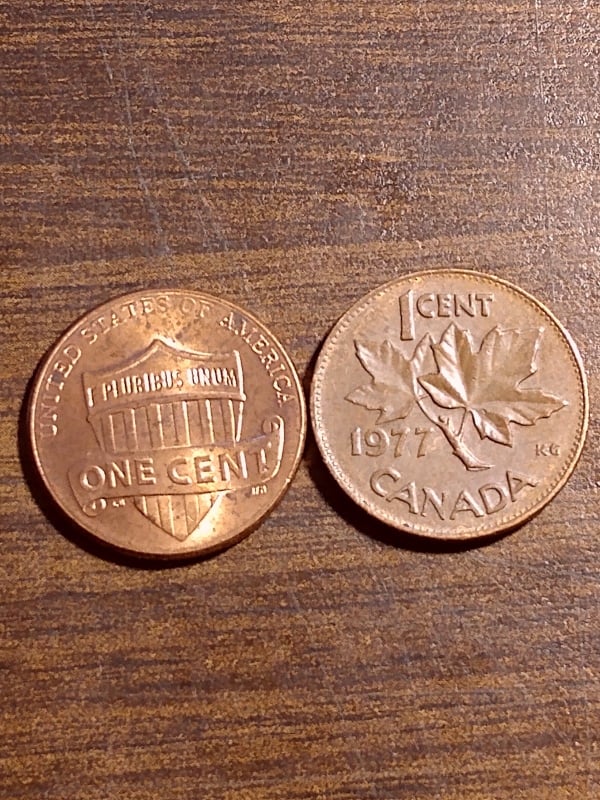 UNITED STATES OF AMERICA
E PLURIBUS UNUM
ONE CENT
1 CENT
1977
KG
CANADA